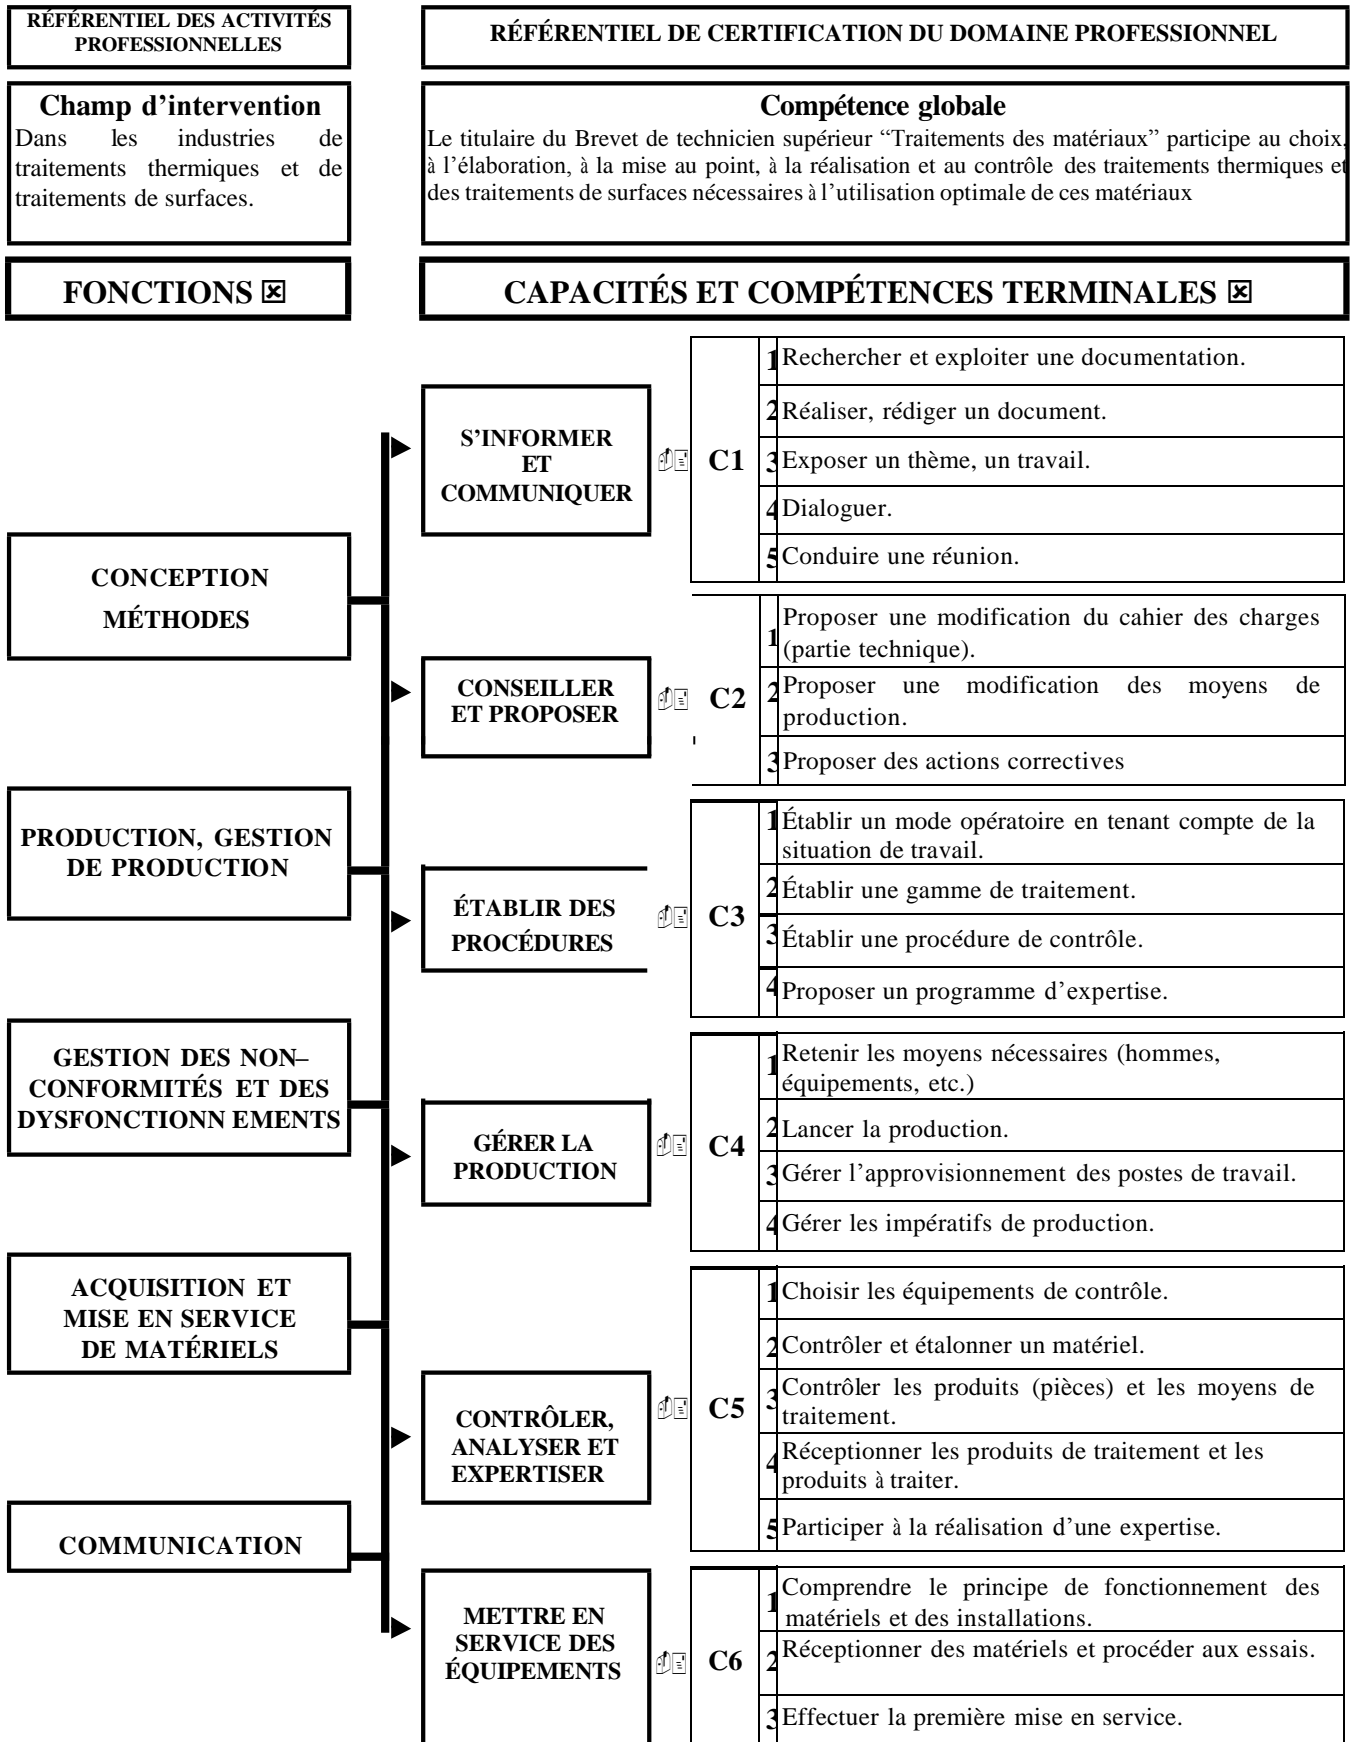 RÉFÉRENTIEL DES ACTIVITÉS
PROFESSIONNELLES
RÉFÉRENTIEL DE CERTIFICATION DU DOMAINE PROFESSIONNEL
Champ d’intervention
Dans les industries de
traitements thermiques et de
traitements de surfaces.
Compétence globale
Le titulaire du Brevet de technicien supérieur “Traitements des matériaux” participe au choix,
à l’élaboration, à la mise au point, à la réalisation et au contrôle des traitements thermiques et
des traitements de surfaces nécessaires à l’utilisation optimale de ces matériaux
FONCTIONS
CAPACITÉS ET COMPÉTENCES TERMINALES
CONCEPTION
MÉTHODES
PRODUCTION, GESTION
DE PRODUCTION
GESTION DES NON–
CONFORMITÉS ET DES
DYSFONCTIONN EMENTS
ACQUISITION ET
MISE EN SERVICE
DE MATÉRIELS
COMMUNICATION
S’INFORMER
ET
COMMUNIQUER
C1
1 Rechercher et exploiter une documentation.
2 Réaliser, rédiger un document.
3 Exposer un thème, un travail.
4 Dialoguer.
5 Conduire une réunion.
CONSEILLER
ET PROPOSER
C2
1 Proposer une modification du cahier des charges
(partie technique).
2 Proposer une modification des moyens de
production.
3 Proposer des actions correctives
ÉTABLIR DES
PROCÉDURES
C3
1 Établir un mode opératoire en tenant compte de la
situation de travail.
2 Établir une gamme de traitement.
3 Établir une procédure de contrôle.
4 Proposer un programme d’expertise.
GÉRER LA
PRODUCTION
C4
1 Retenir les moyens nécessaires (hommes,
équipements, etc.)
2 Lancer la production.
3 Gérer l’approvisionnement des postes de travail.
4 Gérer les impératifs de production.
CONTRÔLER,
ANALYSER ET
EXPERTISER
C5
1 Choisir les équipements de contrôle.
2 Contrôler et étalonner un matériel.
3 Contrôler les produits (pièces) et les moyens de
traitement.
4 Réceptionner les produits de traitement et les
produits à traiter.
5 Participer à la réalisation d’une expertise.
METTRE EN
SERVICE DES
ÉQUIPEMENTS
C6
1 Comprendre le principe de fonctionnement des
matériels et des installations.
2 Réceptionner des matériels et procéder aux essais.
3 Effectuer la première mise en service.